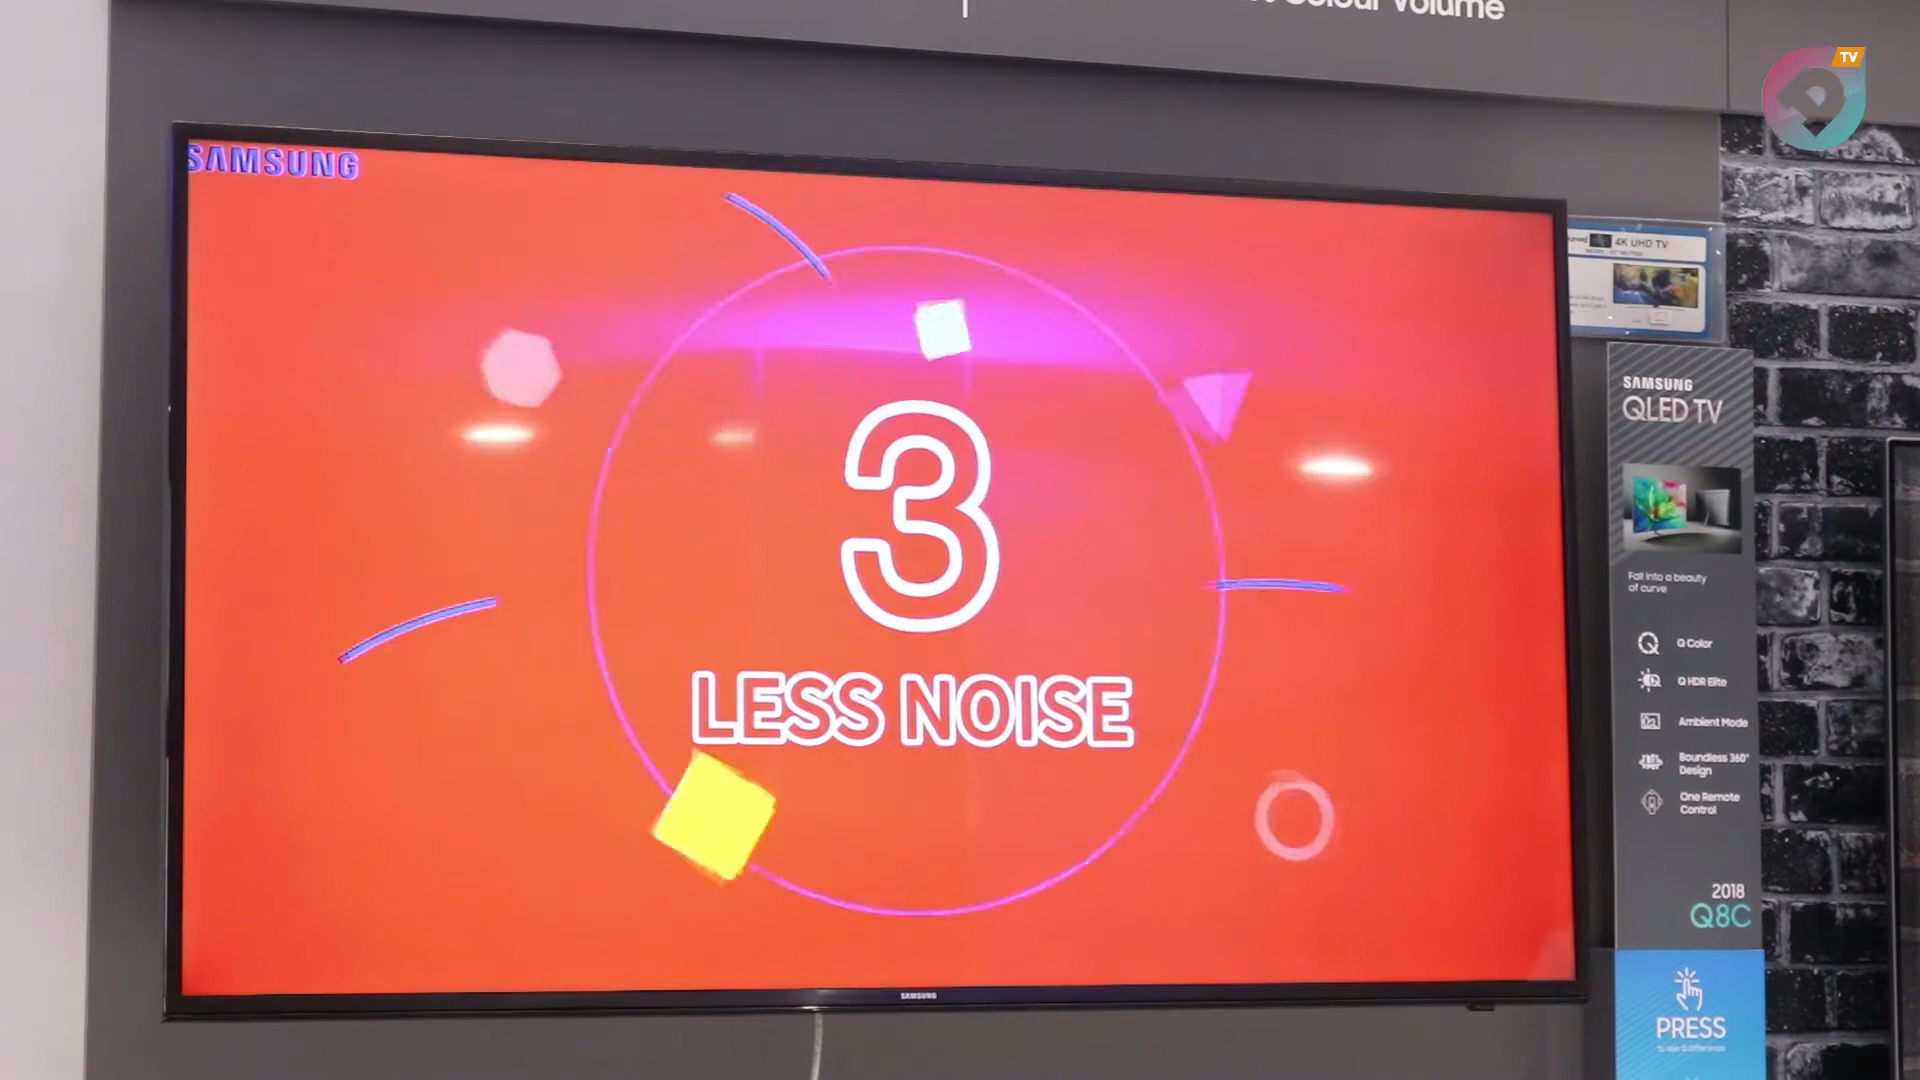 Colour Volume
TV
SAMSUNG
3
LESS NOISE
SAMSUNG
4K UHD TV
SAMSUNG
QLED TV
Fall into a beauty
of curve
Q Color
Q HDR Elite
Ambient Mode
Boundless 360°
Design
One Remote
Control
2018
Q8C
PRESS